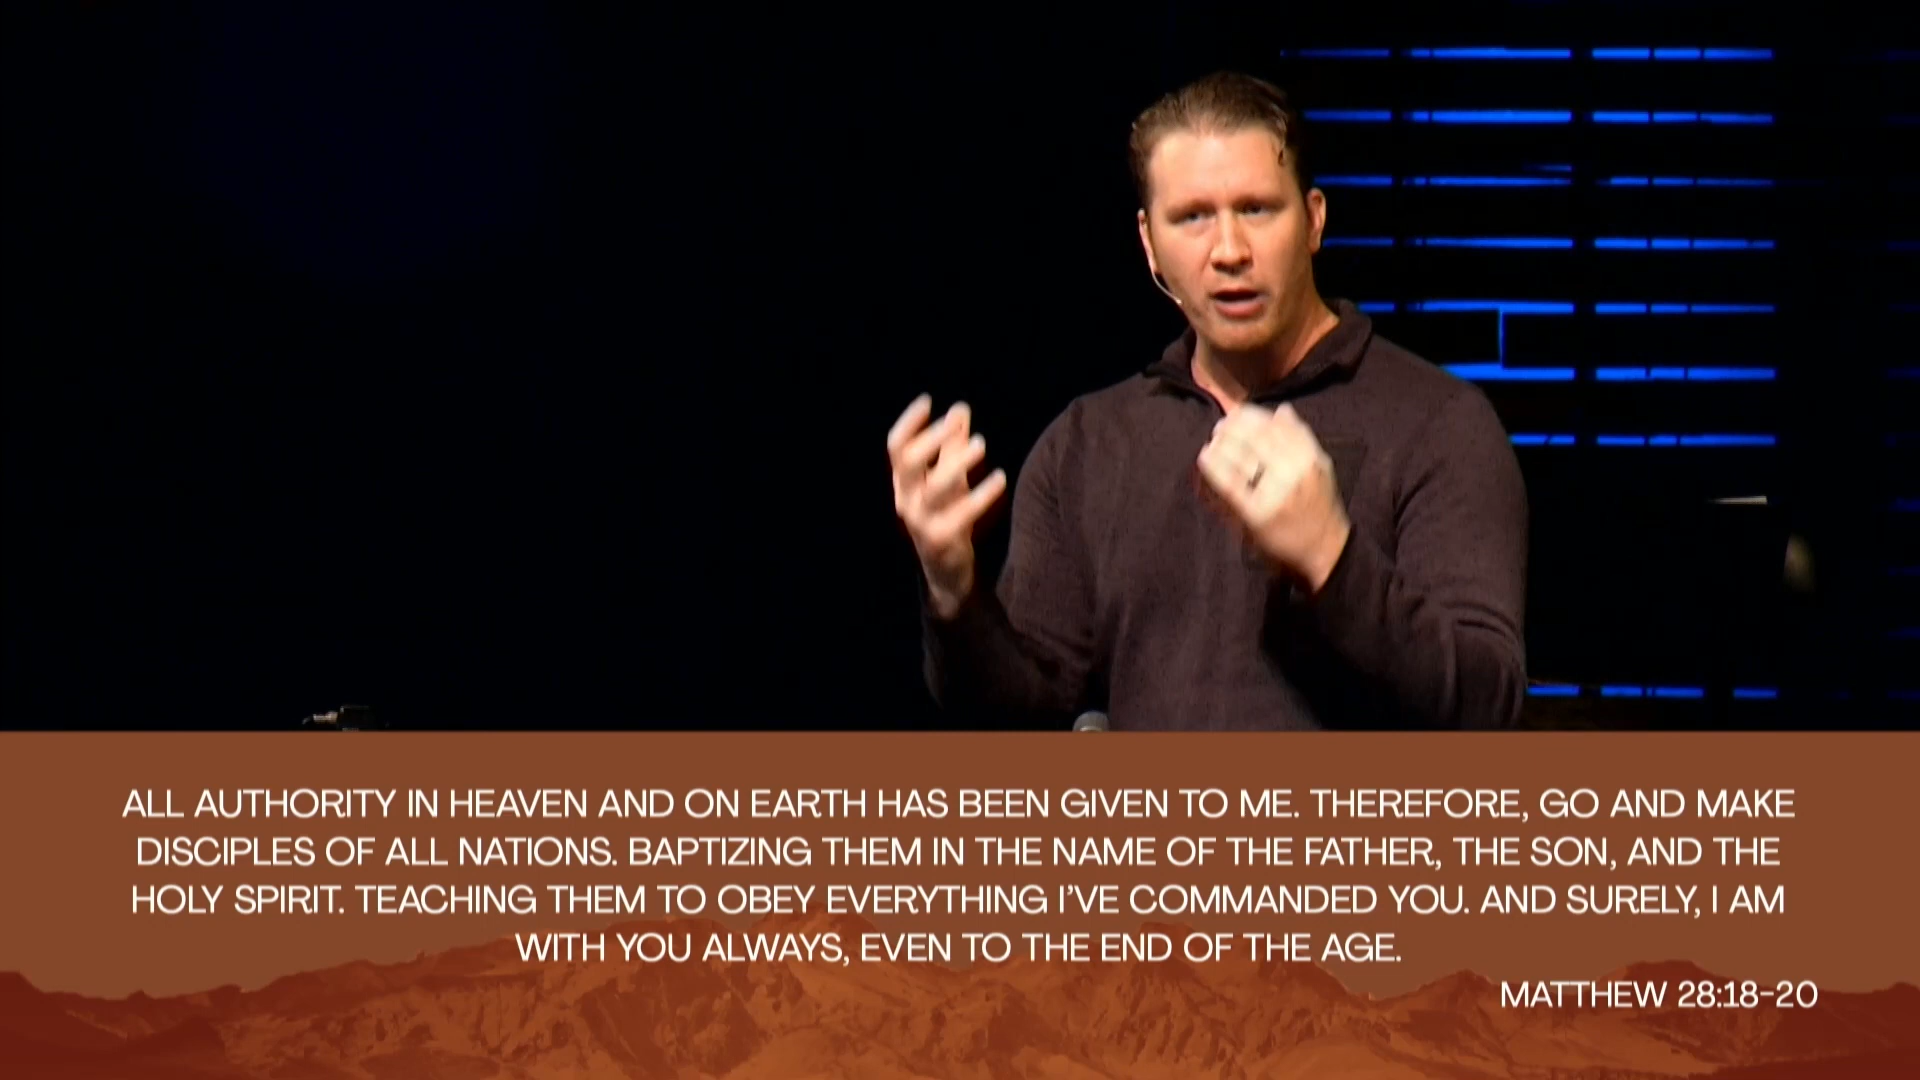 ALL AUTHORITY IN HEAVEN AND ON EARTH HAS BEEN GIVEN TO ME. THEREFORE, GO AND MAKE
DISCIPLES OF ALL NATIONS. BAPTIZING THEM IN THE NAME OF THE FATHER, THE SON, AND THE
HOLY SPIRIT. TEACHING THEM TO OBEY EVERYTHING I’VE COMMANDED YOU. AND SURELY, I AM
WITH YOU ALWAYS, EVEN TO THE END OF THE AGE.
MATTHEW 28:18-20